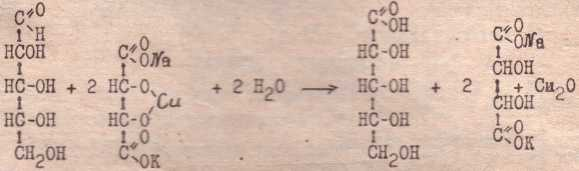 C O H
HCOH
HC-OH
HC-OH
CH₂OH
+ 2
C O ONa
HC-O
Cu
HC-O
C O OK
+ 2 H₂O →
C O OH
HC-OH
HC-OH
HC-OH
CH₂OH
+ 2
C O ONa
CHOH
CHOH
C O OK
+ Cu₂O